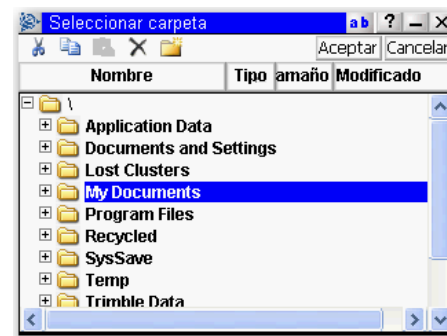 Seleccionar carpeta ab ? – X
Aceptar Cancelar
Nombre Tipo amaño Modificado
\
Application Data
Documents and Settings
Lost Clusters
My Documents
Program Files
Recycled
SysSave
Temp
Trimble Data